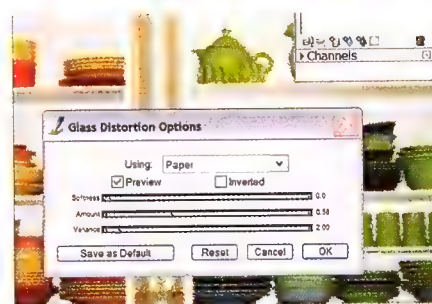 Channels
Glass Distortion Options
Using: Paper
Preview Inverted
Softness 0.0
Amount 0.58
Variance 2.00
Save as Default Reset Cancel OK